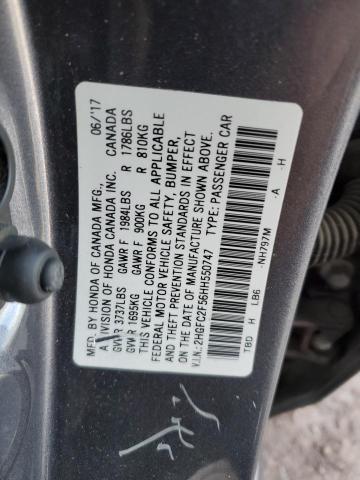 MFD. BY HONDA OF CANADA MFG. 06/17
A DIVISION OF HONDA CANADA INC. CANADA
GVWR 3737LBS GAWR F 1984LBS R 1786LBS
GVWR 1695KG GAWR F 900KG R 810KG
THIS VEHICLE CONFORMS TO ALL APPLICABLE
FEDERAL MOTOR VEHICLE SAFETY, BUMPER,
AND THEFT PREVENTION STANDARDS IN EFFECT
ON THE DATE OF MANUFACTURE SHOWN ABOVE.
V.I.N.: 2HGFC2F56HH550747 TYPE: PASSENGER CAR
NH797M -A -H
TBD H LB6